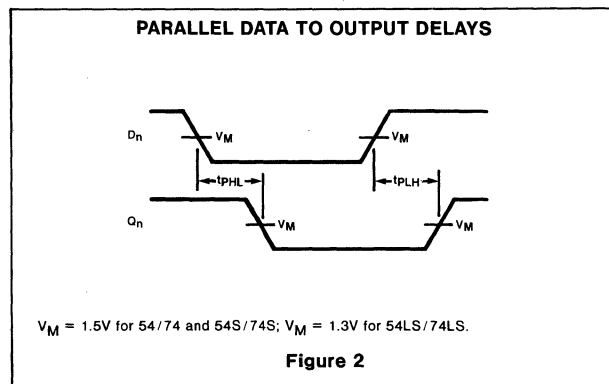 PARALLEL DATA TO OUTPUT DELAYS
Dn
VM
VM
tPHL
tPLH
Qn
VM
VM
VM = 1.5V for 54/74 and 54S/74S; VM = 1.3V for 54LS/74LS.
Figure 2